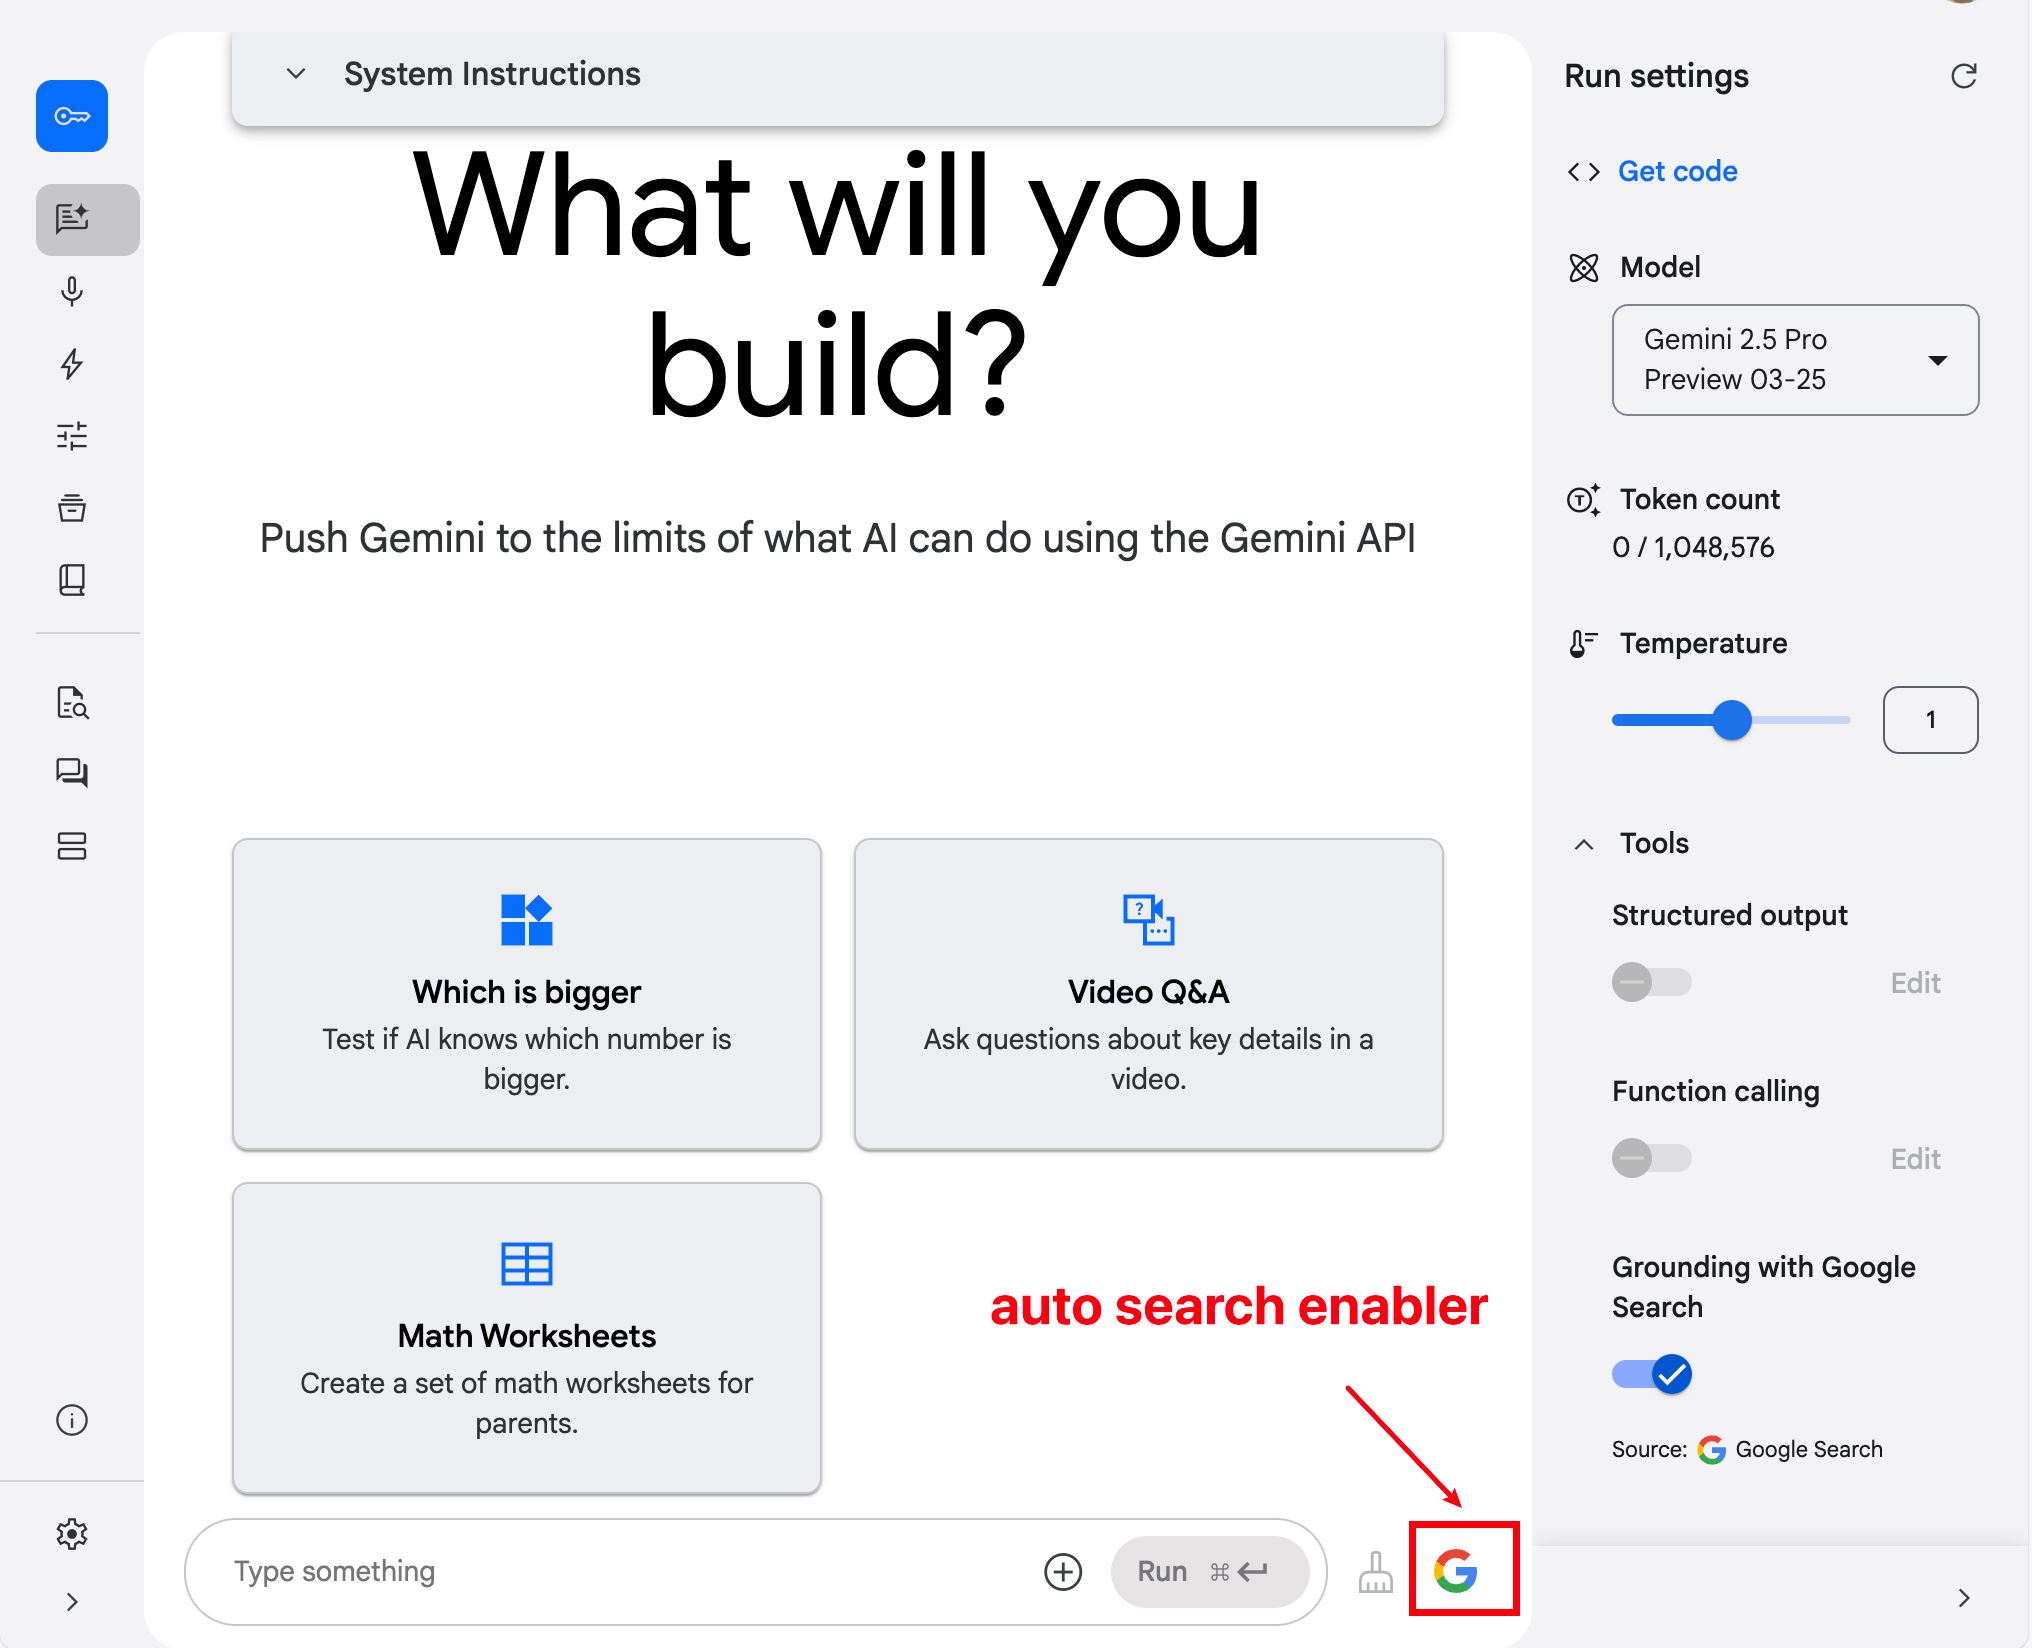 System Instructions
What will you
build?
Push Gemini to the limits of what AI can do using the Gemini API
Which is bigger
Test if AI knows which number is
bigger.
Video Q&A
Ask questions about key details in a
video.
Math Worksheets
Create a set of math worksheets for
parents.
auto search enabler
Type something
Run ⌘
Run settings
Get code
Model
Gemini 2.5 Pro
Preview 03-25
Token count
0 / 1,048,576
Temperature
1
Tools
Structured output
Edit
Function calling
Edit
Grounding with Google
Search
Source: Google Search